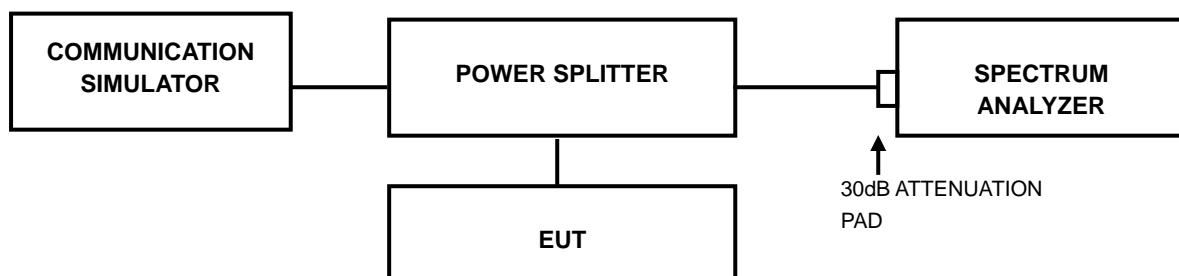 COMMUNICATION
SIMULATOR
POWER SPLITTER
SPECTRUM
ANALYZER
30dB ATTENUATION
PAD
EUT